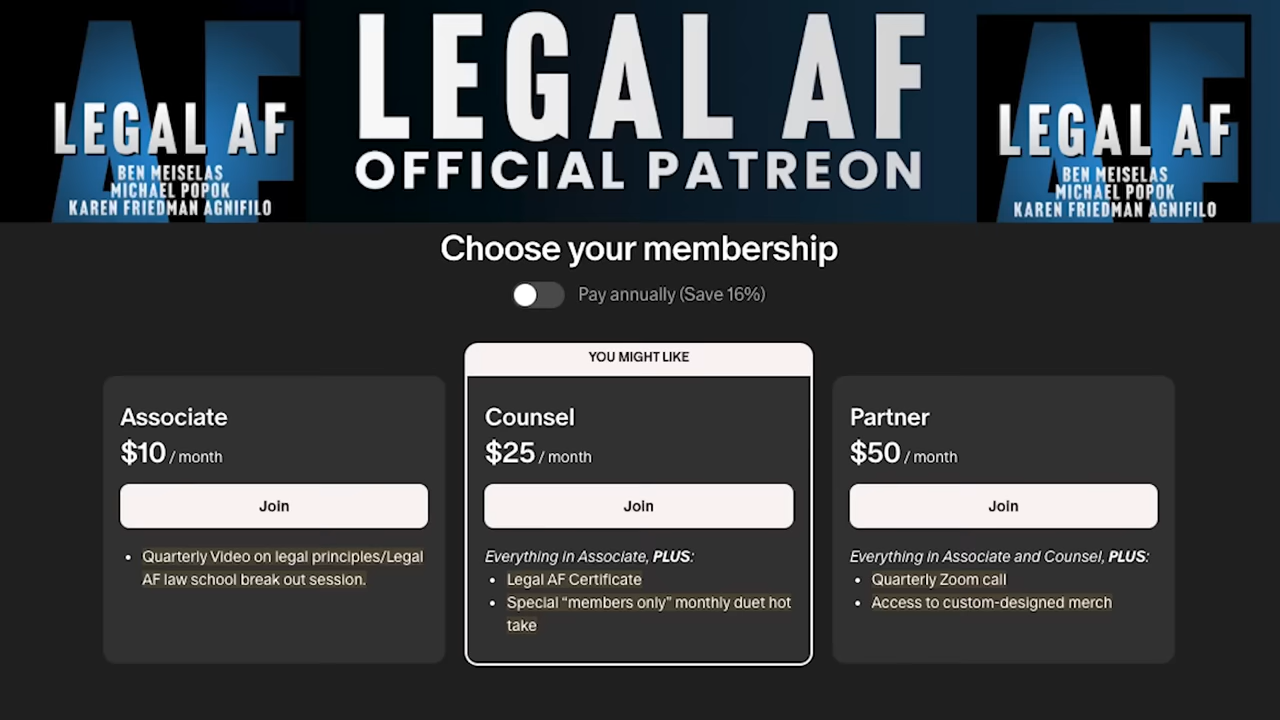 LEGAL AF
BEN MEISELAS
MICHAEL POPOK
KAREN FRIEDMAN AGNIFILO
LEGAL AF
OFFICIAL PATREON
LEGAL AF
BEN MEISELAS
MICHAEL POPOK
KAREN FRIEDMAN AGNIFILO
Choose your membership
Pay annually (Save 16%)
Associate
$10 / month
Join
• Quarterly Video on legal principles/Legal
AF law school break out session.
YOU MIGHT LIKE
Counsel
$25 / month
Join
Everything in Associate, PLUS:
• Legal AF Certificate
• Special “members only” monthly duet hot
take
Partner
$50 / month
Join
Everything in Associate and Counsel, PLUS:
• Quarterly Zoom call
• Access to custom-designed merch